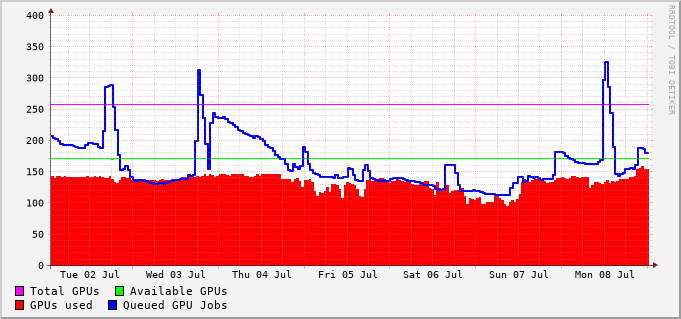 400
350
300
250
200
150
100
50
0
Tue 02 Jul Wed 03 Jul Thu 04 Jul Fri 05 Jul Sat 06 Jul Sun 07 Jul Mon 08 Jul
Total GPUs Available GPUs
GPUs used Queued GPU Jobs
RRDTOOL / TOBI OETIKER